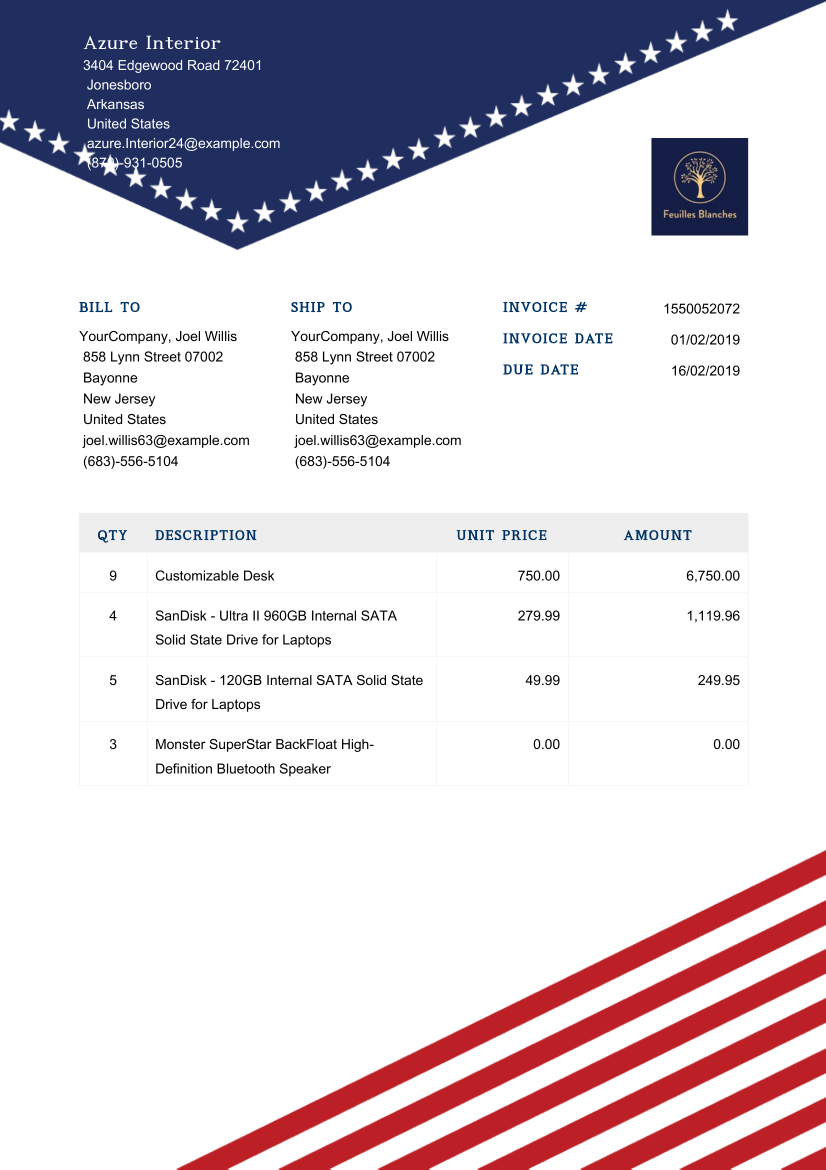 Azure Interior
3404 Edgewood Road 72401
Jonesboro
Arkansas
United States
azure.Interior24@example.com
(870)-931-0505
Feuilles Blanches
BILL TO
YourCompany, Joel Willis
858 Lynn Street 07002
Bayonne
New Jersey
United States
joel.willis63@example.com
(683)-556-5104
SHIP TO
YourCompany, Joel Willis
858 Lynn Street 07002
Bayonne
New Jersey
United States
joel.willis63@example.com
(683)-556-5104
INVOICE # 1550052072
INVOICE DATE 01/02/2019
DUE DATE 16/02/2019
QTY DESCRIPTION UNIT PRICE AMOUNT
9 Customizable Desk 750.00 6,750.00
4 SanDisk - Ultra II 960GB Internal SATA 279.99 1,119.96
Solid State Drive for Laptops
5 SanDisk - 120GB Internal SATA Solid State 49.99 249.95
Drive for Laptops
3 Monster SuperStar BackFloat High- 0.00 0.00
Definition Bluetooth Speaker